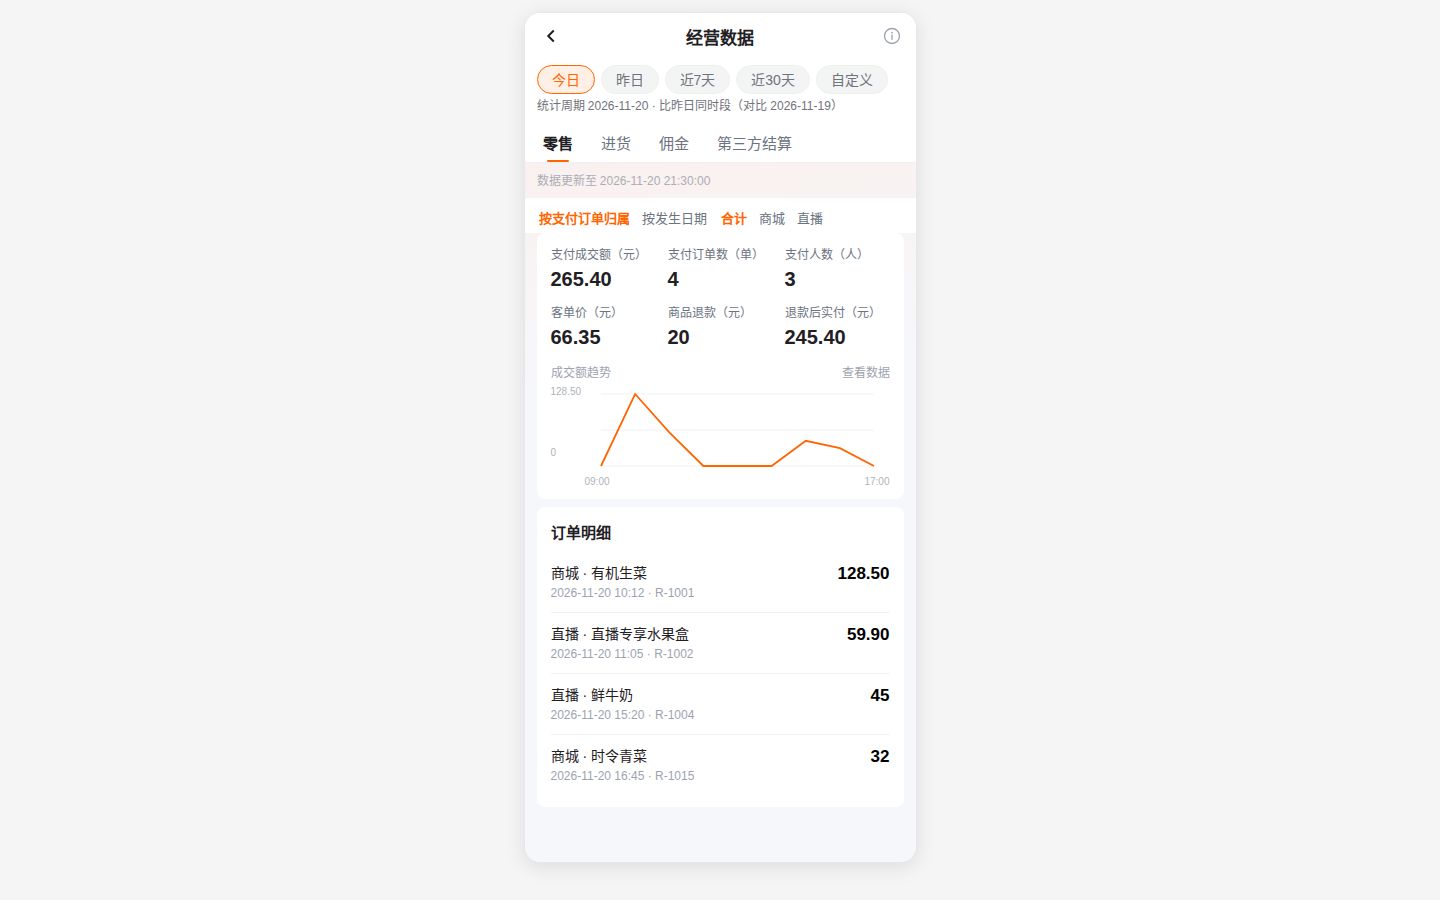 经营数据
今日 昨日 近7天 近30天 自定义
统计周期 2026-11-20 · 比昨日同时段（对比 2026-11-19）
零售 进货 佣金 第三方结算
数据更新至 2026-11-20 21:30:00
按支付订单归属 按发生日期 合计 商城 直播
支付成交额（元） 支付订单数（单） 支付人数（人）
265.40 4 3
客单价（元） 商品退款（元） 退款后实付（元）
66.35 20 245.40
成交额趋势 查看数据
128.50
0
09:00 17:00
订单明细
商城 · 有机生菜 128.50
2026-11-20 10:12 · R-1001
直播 · 直播专享水果盒 59.90
2026-11-20 11:05 · R-1002
直播 · 鲜牛奶 45
2026-11-20 15:20 · R-1004
商城 · 时令青菜 32
2026-11-20 16:45 · R-1015